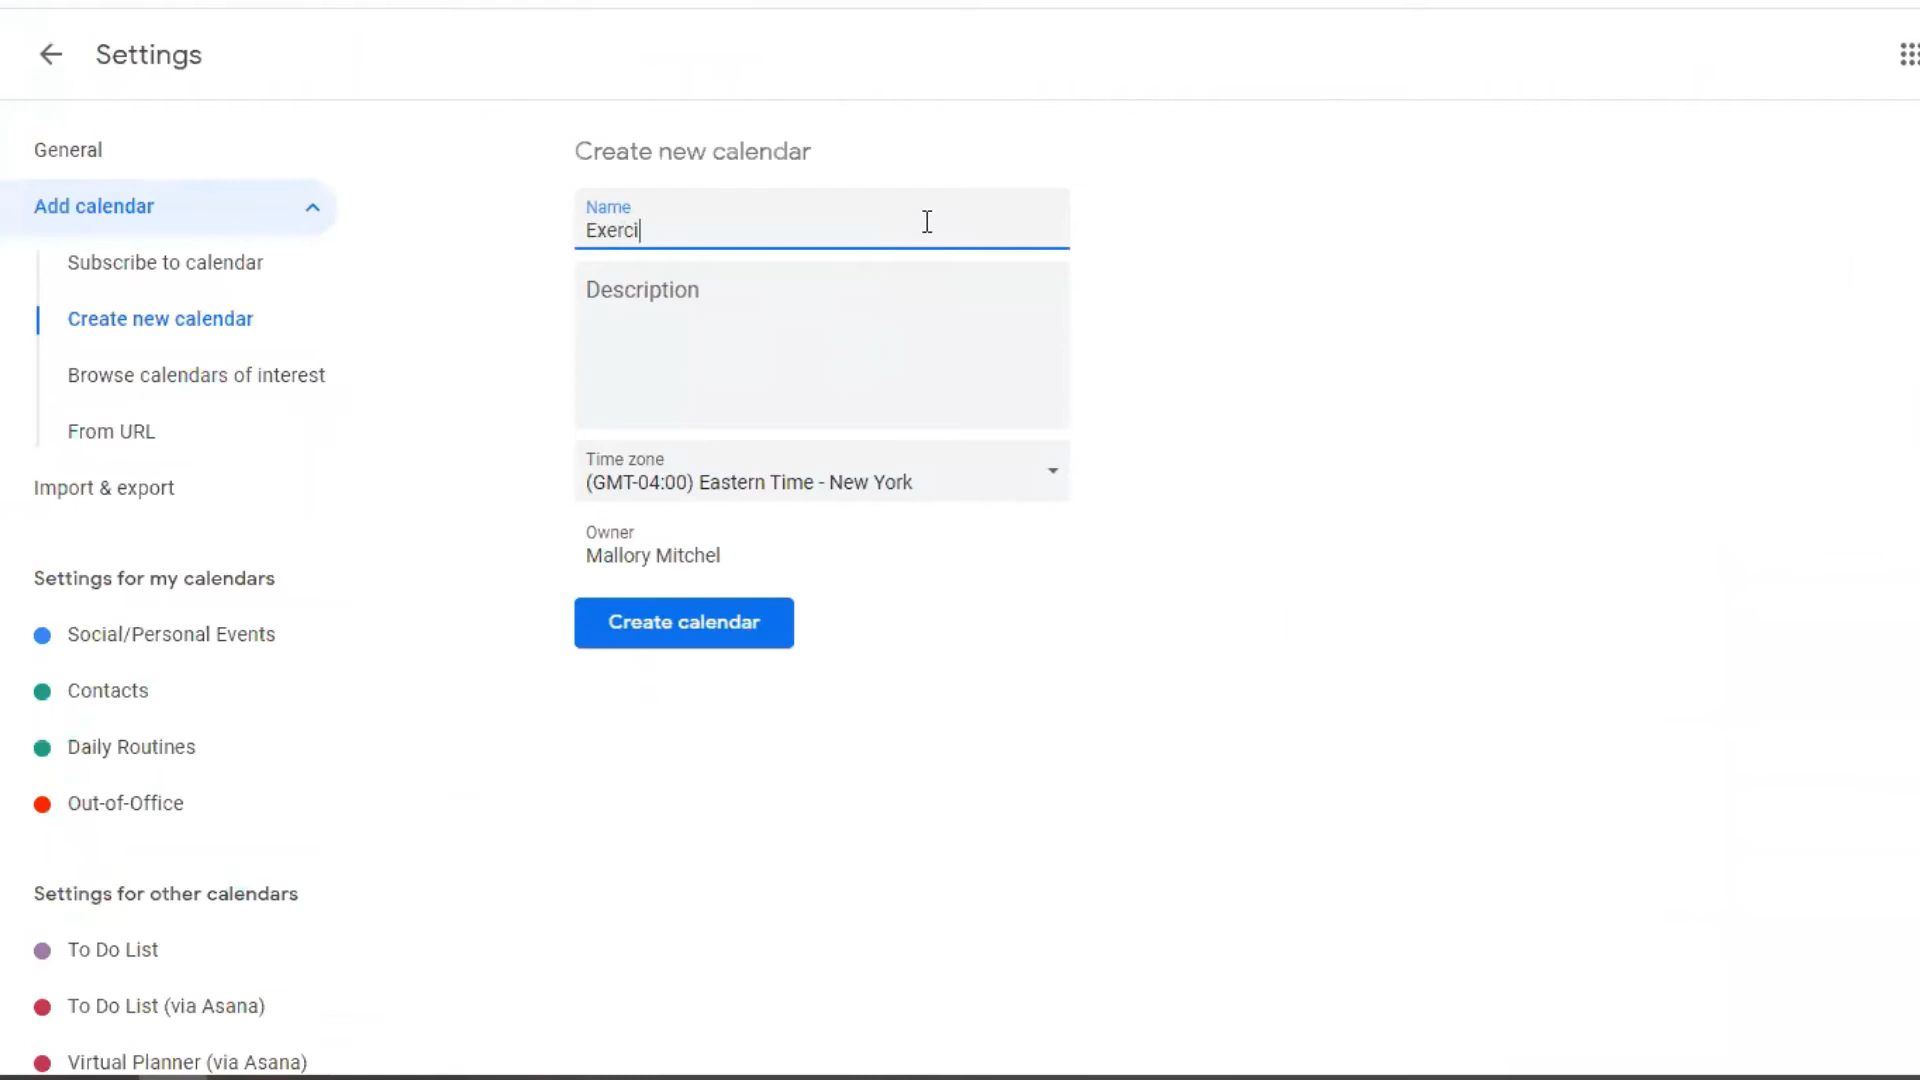 Settings
General
Add calendar
Subscribe to calendar
Create new calendar
Browse calendars of interest
From URL
Import & export
Settings for my calendars
Social/Personal Events
Contacts
Daily Routines
Out-of-Office
Settings for other calendars
To Do List
To Do List (via Asana)
Virtual Planner (via Asana)
Create new calendar
Name
Exerci
Description
Time zone
(GMT-04:00) Eastern Time - New York
Owner
Mallory Mitchel
Create calendar